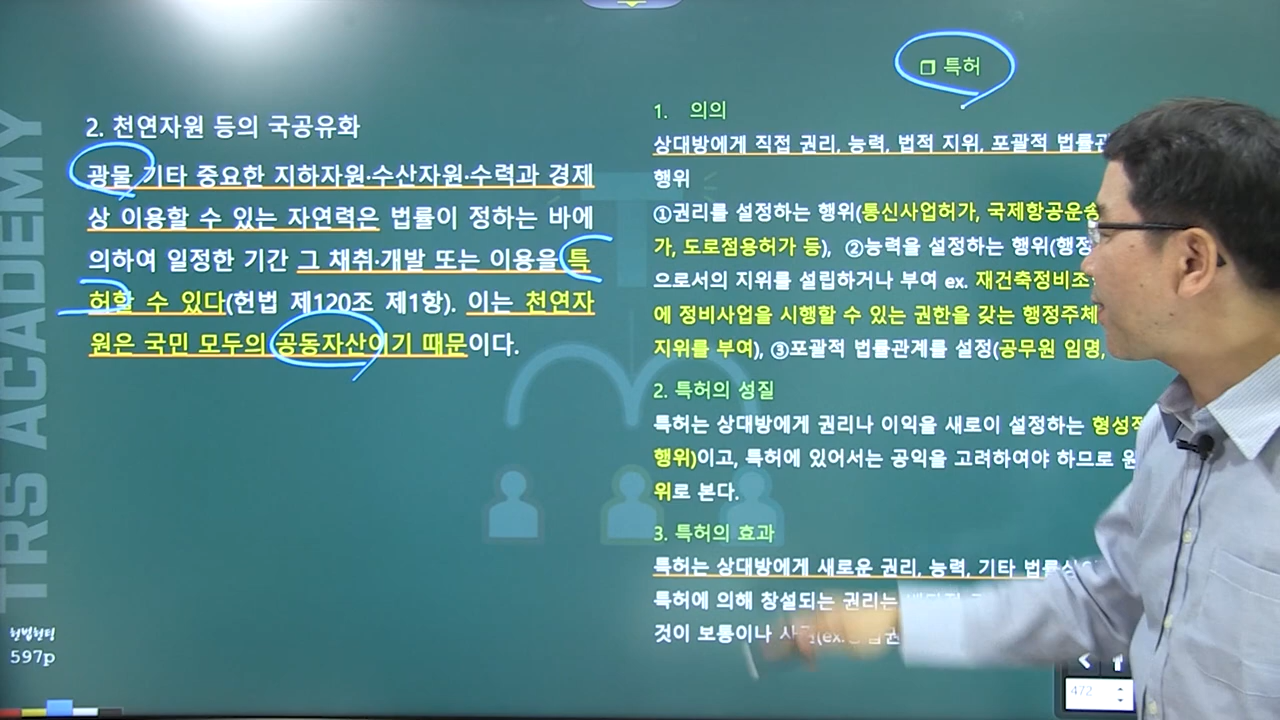 TRS ACADEMY
2. 천연자원 등의 국공유화
광물 기타 중요한 지하자원·수산자원·수력과 경제
상 이용할 수 있는 자연력은 법률이 정하는 바에
의하여 일정한 기간 그 채취·개발 또는 이용을 특
허할 수 있다(헌법 제120조 제1항). 이는 천연자
원은 국민 모두의 공동자산이기 때문이다.
597p
❒ 특허
1. 의의
상대방에게 직접 권리, 능력, 법적 지위, 포괄적 법률관
행위
①권리를 설정하는 행위(통신사업허가, 국제항공운송
가, 도로점용허가 등), ②능력을 설정하는 행위(행정
으로서의 지위를 설립하거나 부여 ex. 재건축정비조
에 정비사업을 시행할 수 있는 권한을 갖는 행정주체
지위를 부여), ③포괄적 법률관계를 설정(공무원 임명,
2. 특허의 성질
특허는 상대방에게 권리나 이익을 새로이 설정하는 형성적
행위)이고, 특허에 있어서는 공익을 고려하여야 하므로 원
위로 본다.
3. 특허의 효과
특허는 상대방에게 새로운 권리, 능력, 기타 법률상의
특허에 의해 창설되는 권리는
것이 보통이나
472